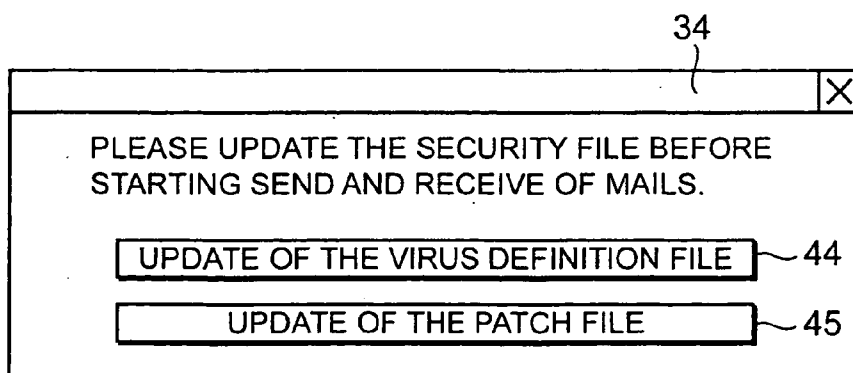 34
X
PLEASE UPDATE THE SECURITY FILE BEFORE
STARTING SEND AND RECEIVE OF MAILS.
UPDATE OF THE VIRUS DEFINITION FILE 44
UPDATE OF THE PATCH FILE 45